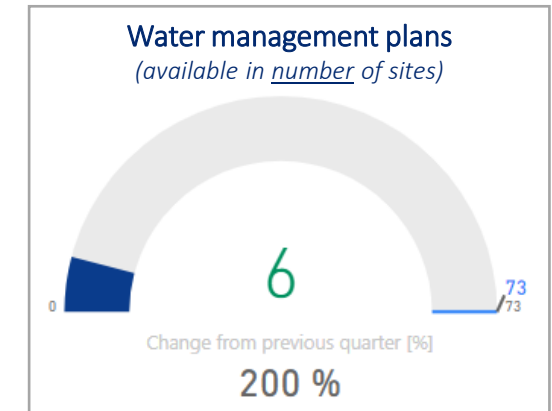 Water management plans
(available in number of sites)
6
0
73
73
Change from previous quarter [%]
200 %